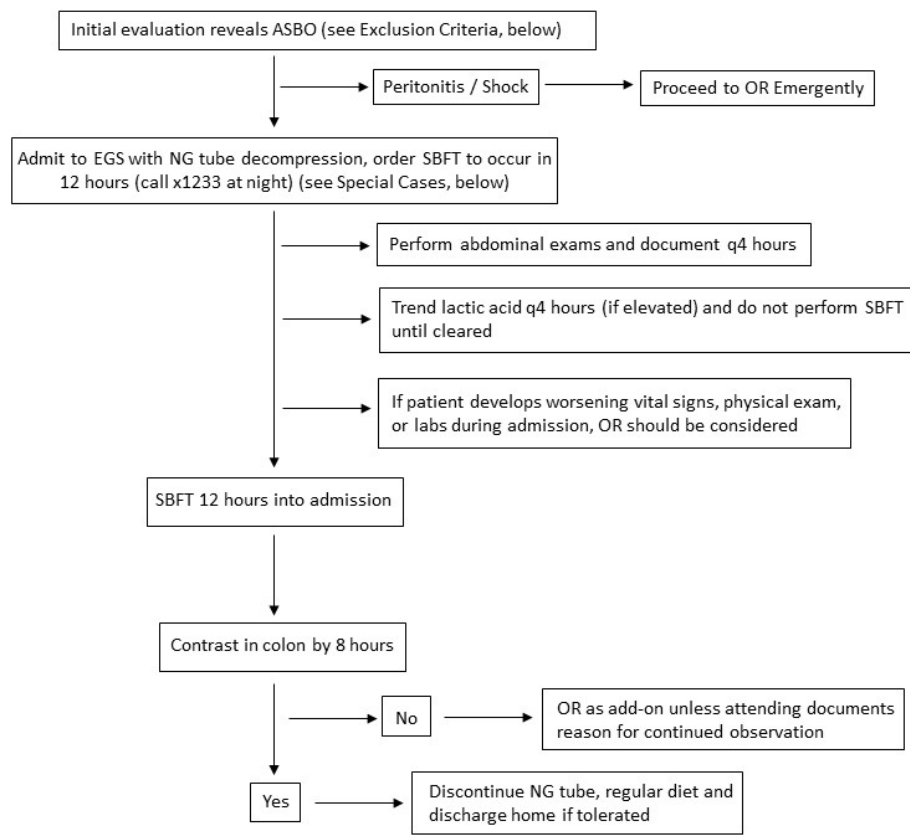 Initial evaluation reveals ASBO (see Exclusion Criteria, below)
Peritonitis / Shock
Proceed to OR Emergently
Admit to EGS with NG tube decompression, order SBFT to occur in
12 hours (call x1233 at night) (see Special Cases, below)
Perform abdominal exams and document q4 hours
Trend lactic acid q4 hours (if elevated) and do not perform SBFT
until cleared
If patient develops worsening vital signs, physical exam,
or labs during admission, OR should be considered
SBFT 12 hours into admission
Contrast in colon by 8 hours
No
OR as add-on unless attending documents
reason for continued observation
Yes
Discontinue NG tube, regular diet and
discharge home if tolerated